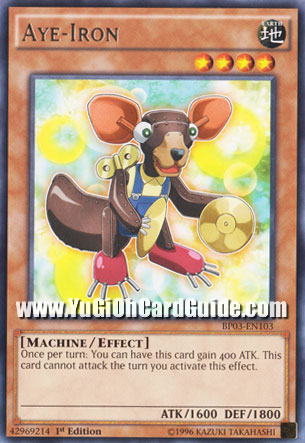 AYE-IRON
EARTH
地
www.YuGiOhCardGuide.com
BP03-EN103
[MACHINE / EFFECT]
Once per turn: You can have this card gain 400 ATK. This
card cannot attack the turn you activate this effect.
ATK/1600 DEF/1800
42969214 1st Edition ©1996 KAZUKI TAKAHASHI